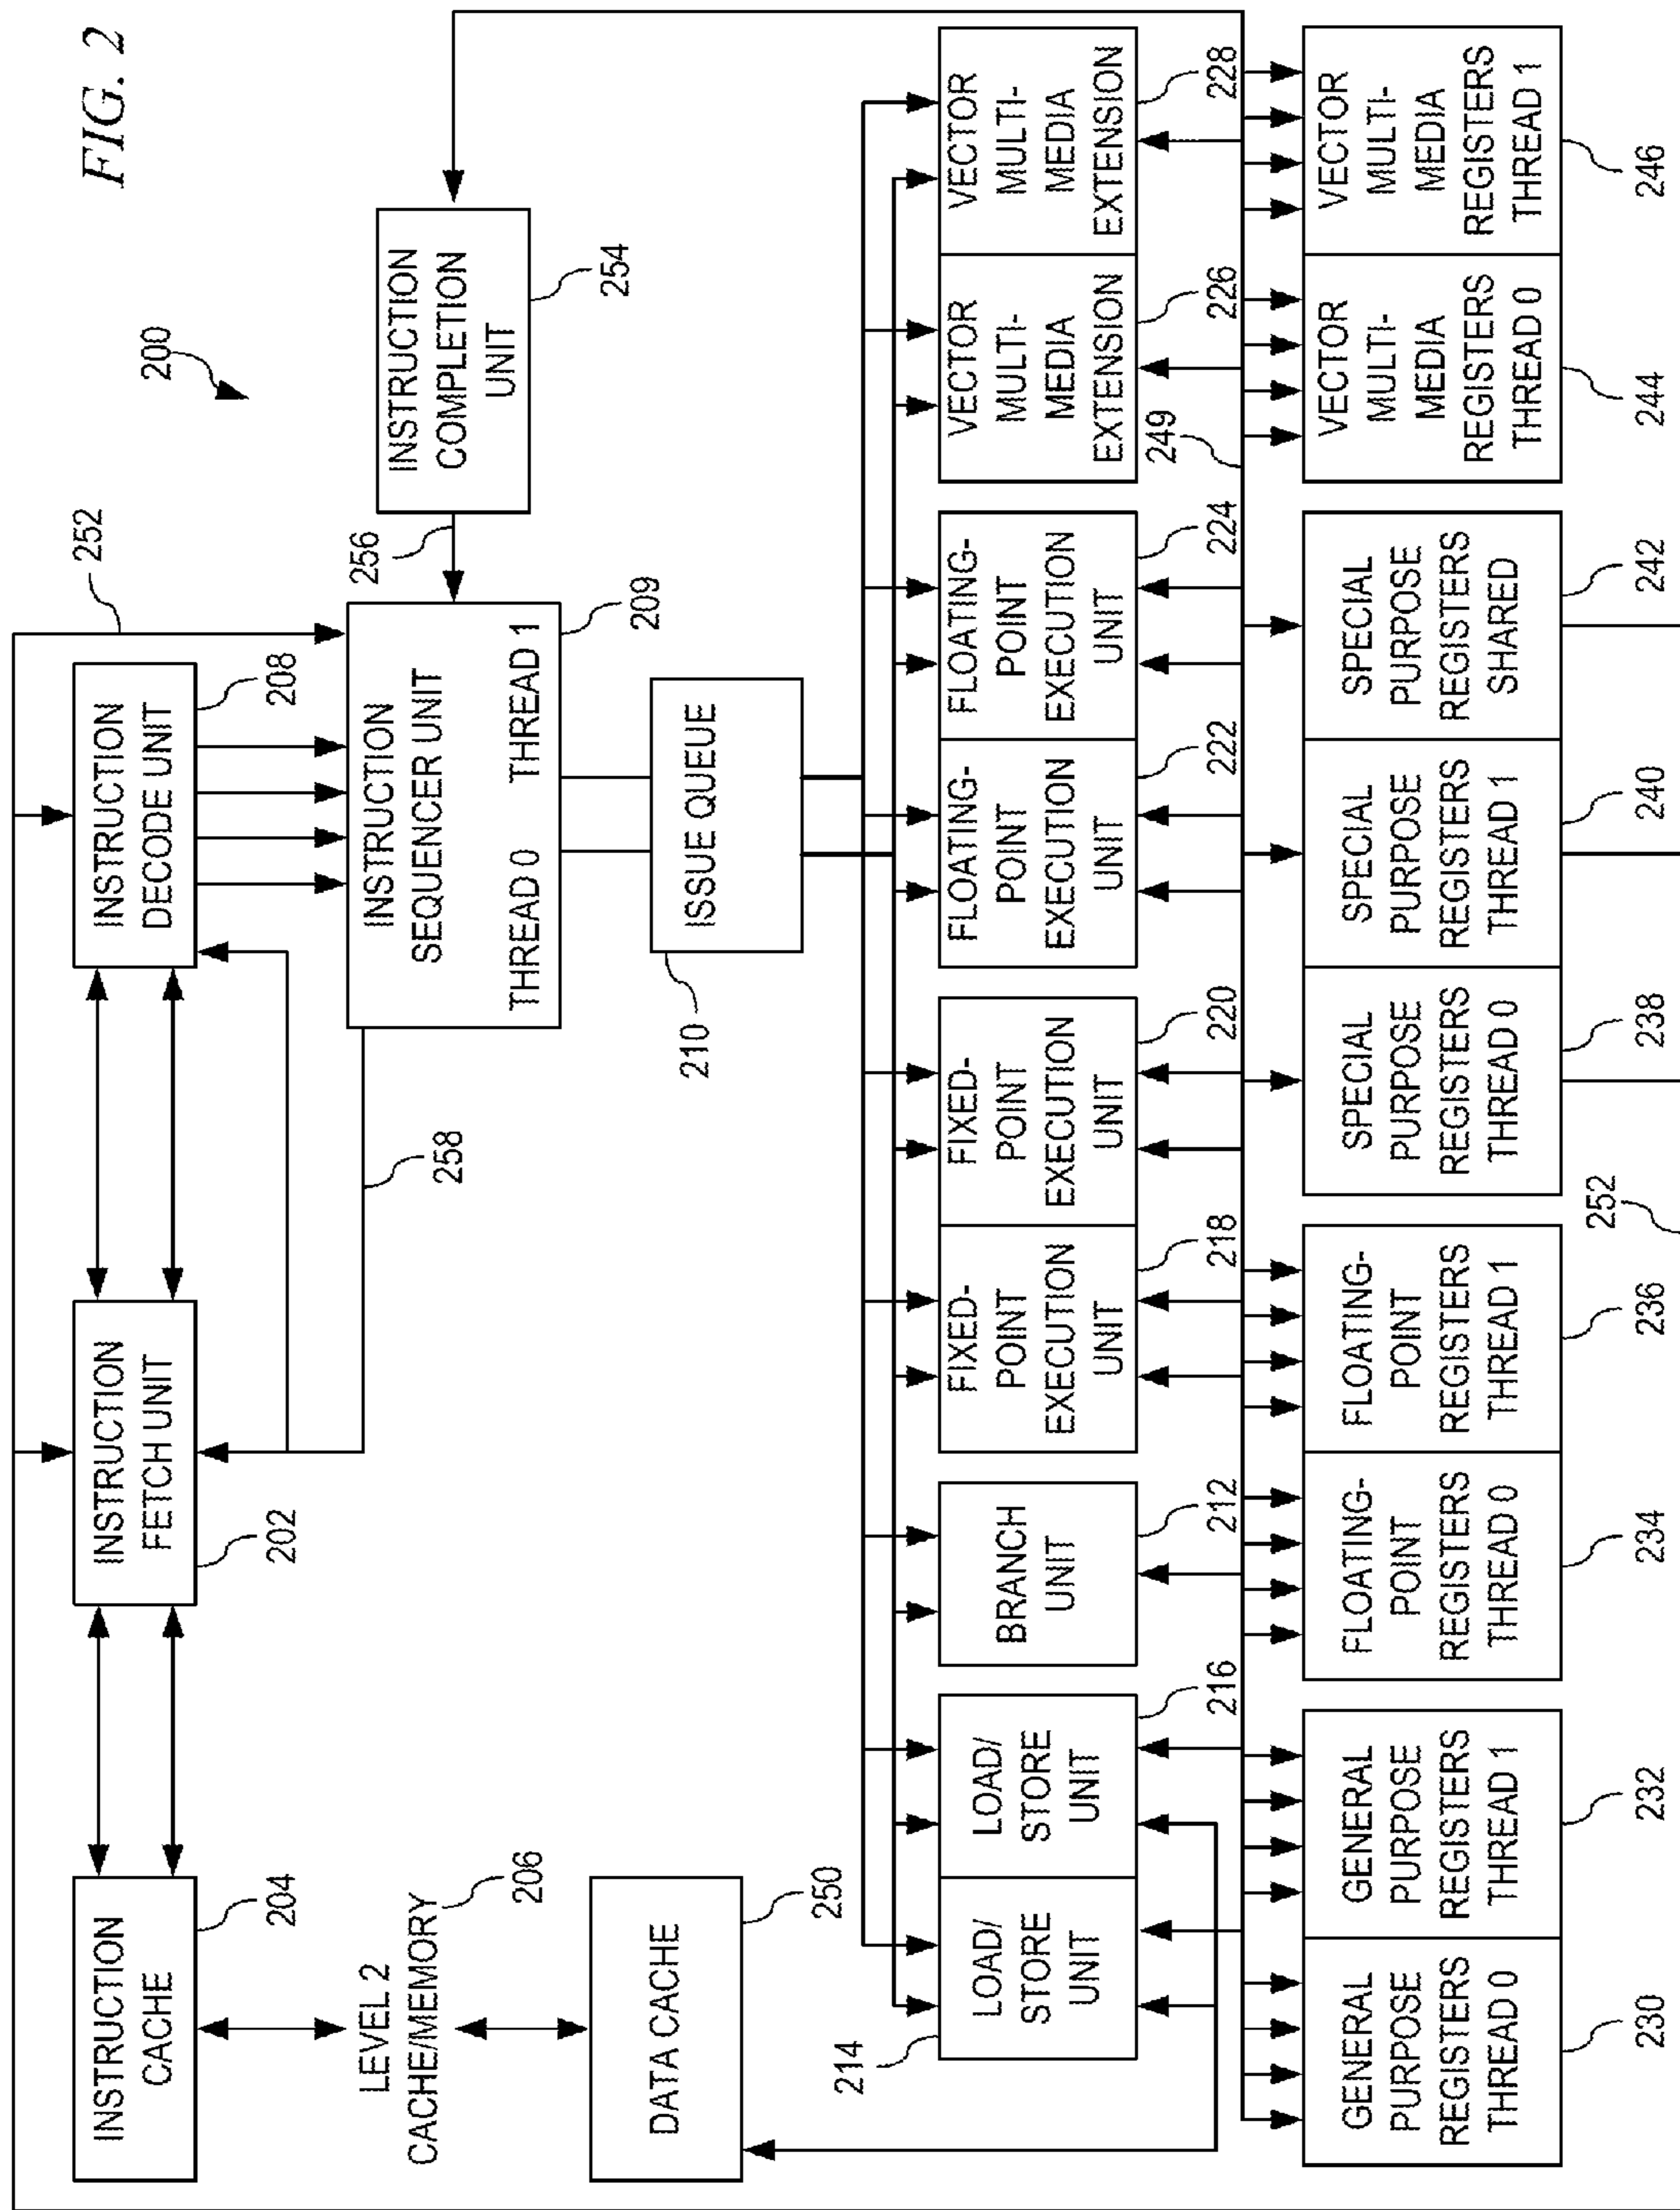 FIG. 2
200
252
INSTRUCTION
CACHE
204
INSTRUCTION
FETCH UNIT
202
INSTRUCTION
DECODE UNIT
208
LEVEL 2
CACHE/MEMORY
206
258
INSTRUCTION
SEQUENCER UNIT
THREAD 0
THREAD 1
209
256
INSTRUCTION
COMPLETION
UNIT
254
DATA CACHE
250
210
ISSUE QUEUE
214
LOAD/
STORE
UNIT
LOAD/
STORE
UNIT
216
BRANCH
UNIT
212
FIXED-
POINT
EXECUTION
UNIT
218
FIXED-
POINT
EXECUTION
UNIT
220
FLOATING-
POINT
EXECUTION
UNIT
222
FLOATING-
POINT
EXECUTION
UNIT
224
VECTOR
MULTI-
MEDIA
EXTENSION
226
VECTOR
MULTI-
MEDIA
EXTENSION
228
249
GENERAL
PURPOSE
REGISTERS
THREAD 0
230
GENERAL
PURPOSE
REGISTERS
THREAD 1
232
FLOATING-
POINT
REGISTERS
THREAD 0
234
FLOATING-
POINT
REGISTERS
THREAD 1
236
SPECIAL
PURPOSE
REGISTERS
THREAD 0
238
SPECIAL
PURPOSE
REGISTERS
THREAD 1
240
SPECIAL
PURPOSE
REGISTERS
SHARED
242
VECTOR
MULTI-
MEDIA
REGISTERS
THREAD 0
244
VECTOR
MULTI-
MEDIA
REGISTERS
THREAD 1
246
252